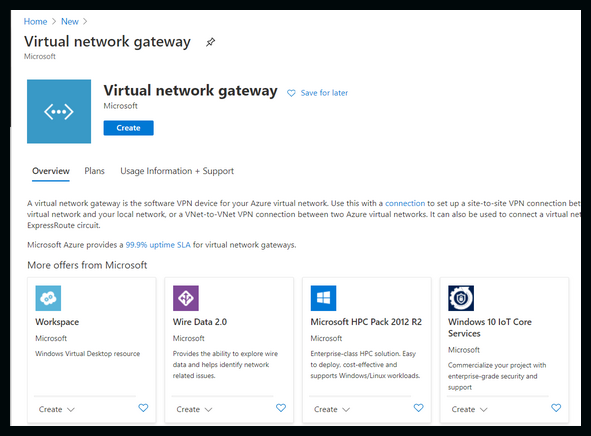 Home > New >
Virtual network gateway
Microsoft
Virtual network gateway
Save for later
Microsoft
Create
Overview Plans Usage Information + Support
A virtual network gateway is the software VPN device for your Azure virtual network. Use this with a connection to set up a site-to-site VPN connection
virtual network and your local network, or a VNet-to-VNet VPN connection between two Azure virtual networks. It can also be used to connect a virtual
ExpressRoute circuit.
Microsoft Azure provides a 99.9% uptime SLA for virtual network gateways.
More offers from Microsoft
Workspace
Microsoft
Windows Virtual Desktop resource
Create
Wire Data 2.0
Microsoft
Provides the ability to explore wire
data and helps identify network
related issues.
Create
Microsoft HPC Pack 2012 R2
Microsoft
Enterprise-class HPC solution. Easy
to deploy, cost-effective and
supports Windows/Linux workloads.
Create
Windows 10 IoT Core
Services
Microsoft
Commercialize your project with
enterprise-grade security and
support
Create